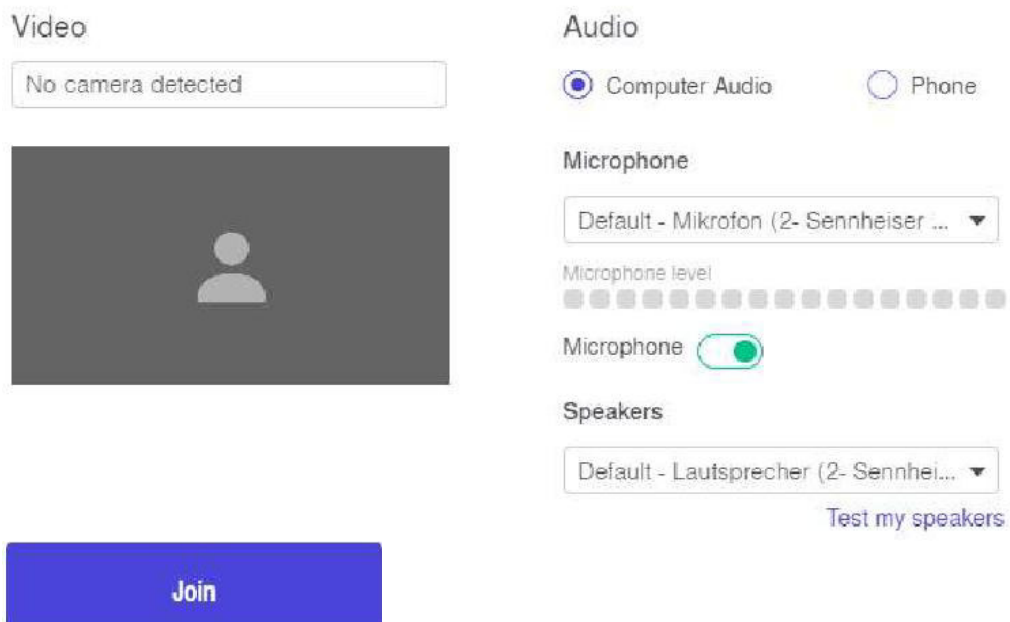 Video
No camera detected
Join
Audio
Computer Audio
Phone
Microphone
Default - Mikrofon (2- Sennheiser ...
Microphone level
Microphone
Speakers
Default - Lautsprecher (2- Sennhei...
Test my speakers